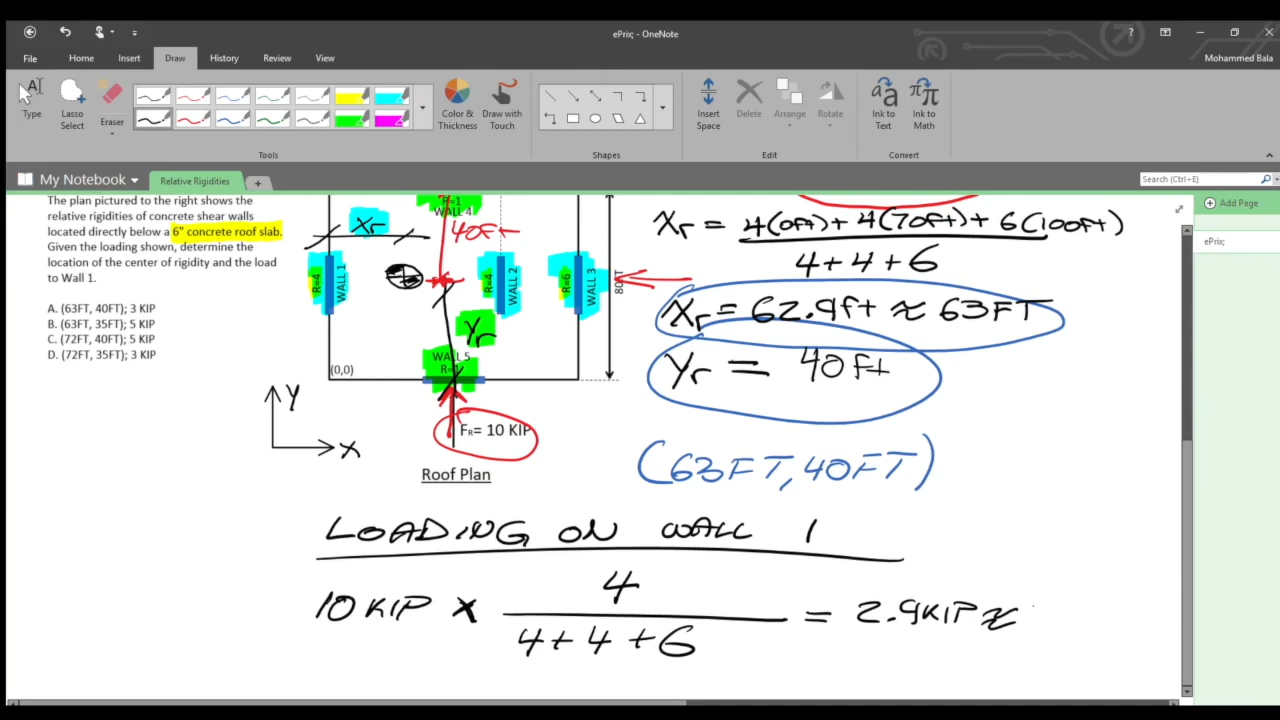 ePriς - OneNote
File Home Insert Draw History Review View
Mohammed Bala
Type
Lasso Select
Eraser
Color & Thickness
Draw with Touch
Insert Space
Delete
Arrange
Rotate
Ink to Text
Ink to Math
Tools
Shapes
Edit
Convert
My Notebook
Relative Rigidities
Search (Ctrl+E)
Add Page
ePriς
The plan pictured to the right shows the
relative rigidities of concrete shear walls
located directly below a 6" concrete roof slab.
Given the loading shown, determine the
location of the center of rigidity and the load
to Wall 1.
A. (63FT, 40FT); 3 KIP
B. (63FT, 35FT); 5 KIP
C. (72FT, 40FT); 5 KIP
D. (72FT, 35FT); 3 KIP
R=1
WALL 4
Xr
40Ft
R=4
WALL 1
R=4
WALL 2
R=6
WALL 3
80FT
Yr
WALL 5
R=1
(0,0)
Y
X
FR= 10 KIP
Roof Plan
Xr = 4(0ft) + 4(70ft) + 6(100ft)
4 + 4 + 6
Xr = 62.9ft ≈ 63FT
Yr = 40ft
(63FT, 40FT)
LOADING ON WALL 1
10 KIP x 4
4 + 4 + 6
= 2.9KIP ≈